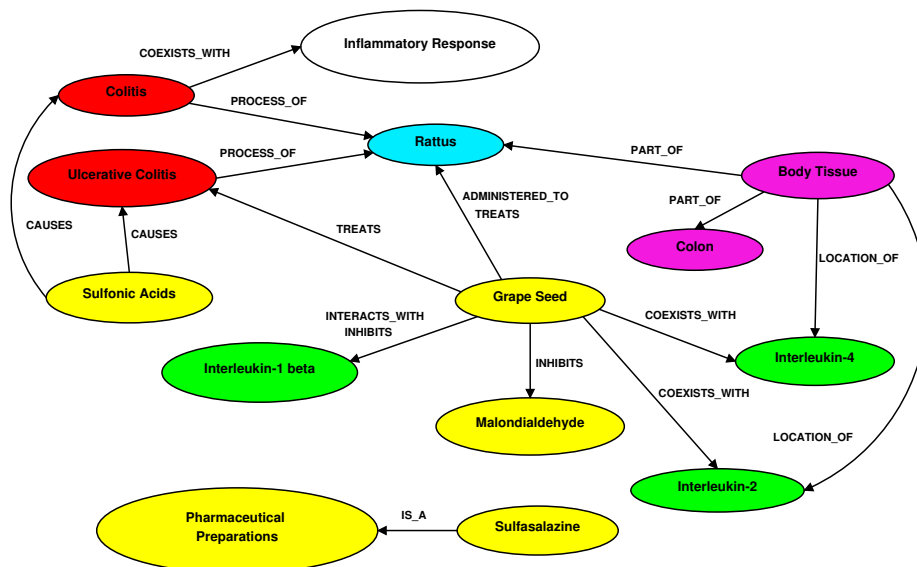 Inflammatory Response
COEXISTS_WITH
Colitis
PROCESS_OF
Rattus
PROCESS_OF
PART_OF
Ulcerative Colitis
Body Tissue
ADMINISTERED_TO
TREATS
PART_OF
CAUSES
CAUSES
TREATS
Colon
LOCATION_OF
Sulfonic Acids
Grape Seed
INTERACTS_WITH
INHIBITS
COEXISTS_WITH
Interleukin-1 beta
INHIBITS
Interleukin-4
COEXISTS_WITH
Malondialdehyde
LOCATION_OF
Interleukin-2
Pharmaceutical
Preparations
IS_A
Sulfasalazine